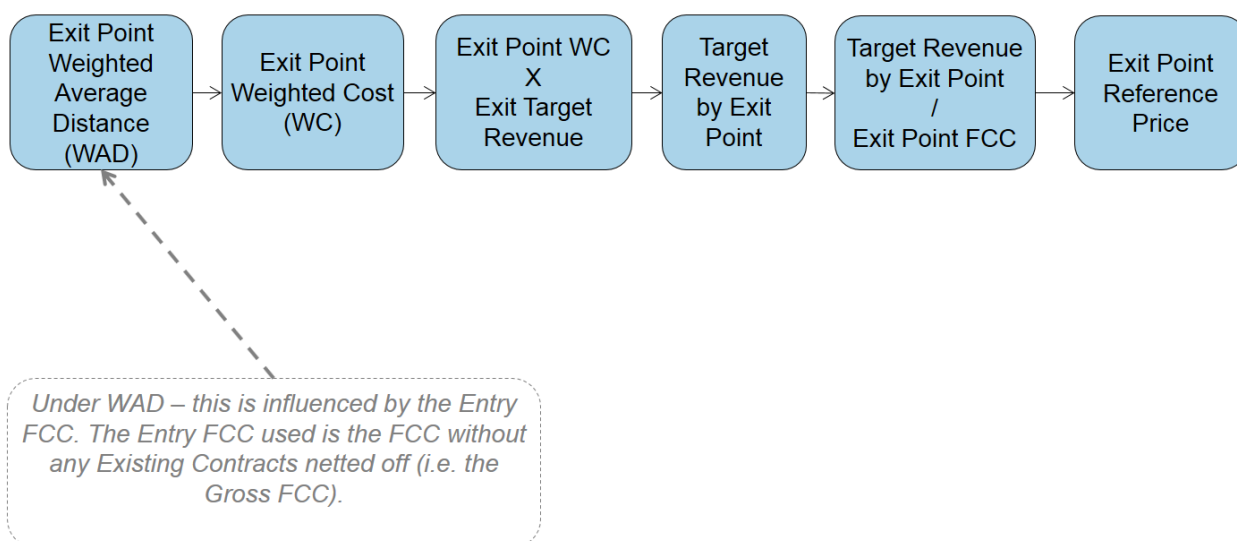 Exit Point
Weighted
Average
Distance
(WAD)
Exit Point
Weighted Cost
(WC)
Exit Point WC
X
Exit Target
Revenue
Target
Revenue
by Exit
Point
Target Revenue
by Exit Point
/
Exit Point FCC
Exit Point
Reference
Price
Under WAD – this is influenced by the Entry
FCC. The Entry FCC used is the FCC without
any Existing Contracts netted off (i.e. the
Gross FCC).